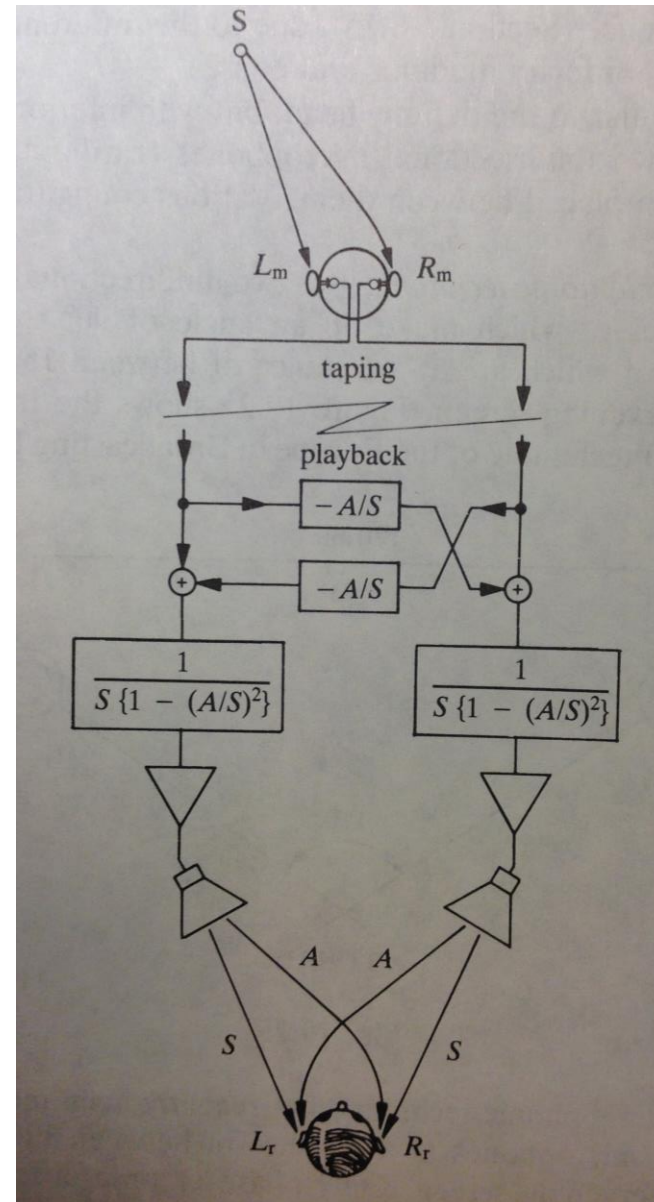 S
Lm Rm
taping
playback
− A/S
− A/S
+ +
1
S {1 − (A/S)²}
1
S {1 − (A/S)²}
A A
S S
Lr Rr